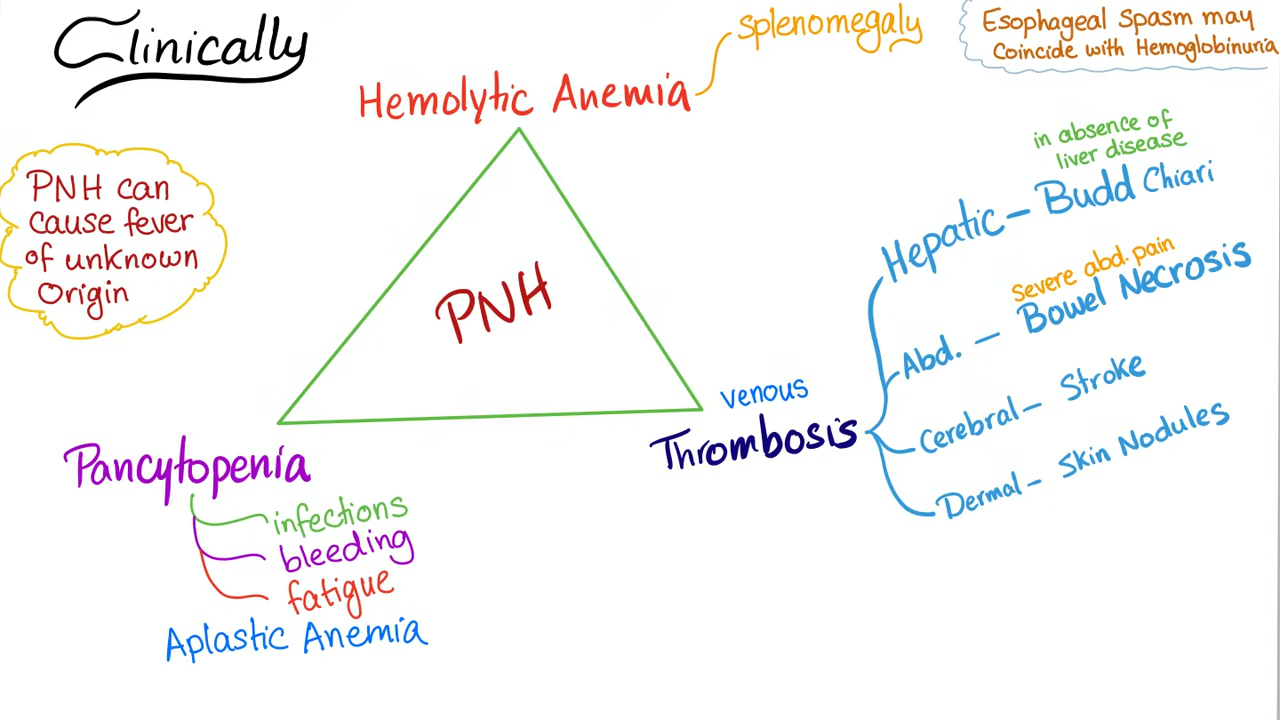 Clinically
splenomegaly
Esophageal Spasm may
Coincide with Hemoglobinuria
Hemolytic Anemia
PNH can
cause fever
of unknown
Origin
PNH
in absence of
liver disease
Hepatic – Budd Chiari
severe abd. pain
Abd. – Bowel Necrosis
venous
Thrombosis
Cerebral – Stroke
Dermal – Skin Nodules
Pancytopenia
infections
bleeding
fatigue
Aplastic Anemia